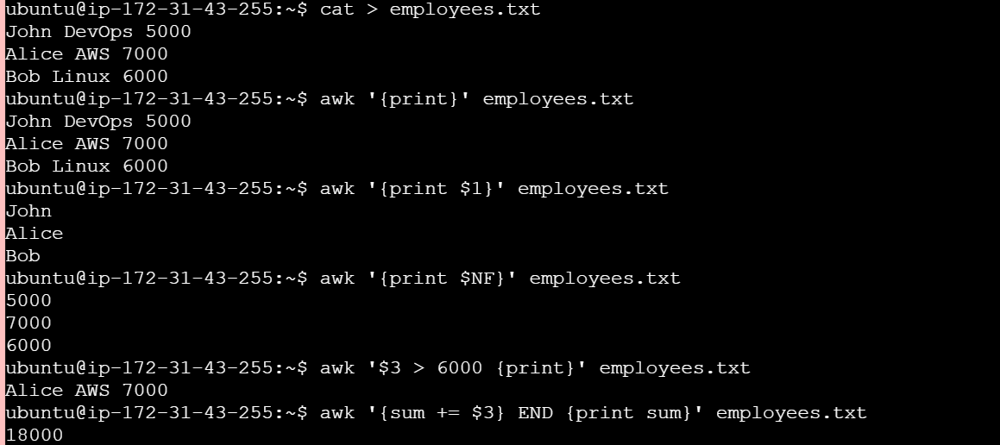 ubuntu@ip-172-31-43-255:~$ cat > employees.txt
John DevOps 5000
Alice AWS 7000
Bob Linux 6000
ubuntu@ip-172-31-43-255:~$ awk '{print}' employees.txt
John DevOps 5000
Alice AWS 7000
Bob Linux 6000
ubuntu@ip-172-31-43-255:~$ awk '{print $1}' employees.txt
John
Alice
Bob
ubuntu@ip-172-31-43-255:~$ awk '{print $NF}' employees.txt
5000
7000
6000
ubuntu@ip-172-31-43-255:~$ awk '$3 > 6000 {print}' employees.txt
Alice AWS 7000
ubuntu@ip-172-31-43-255:~$ awk '{sum += $3} END {print sum}' employees.txt
18000